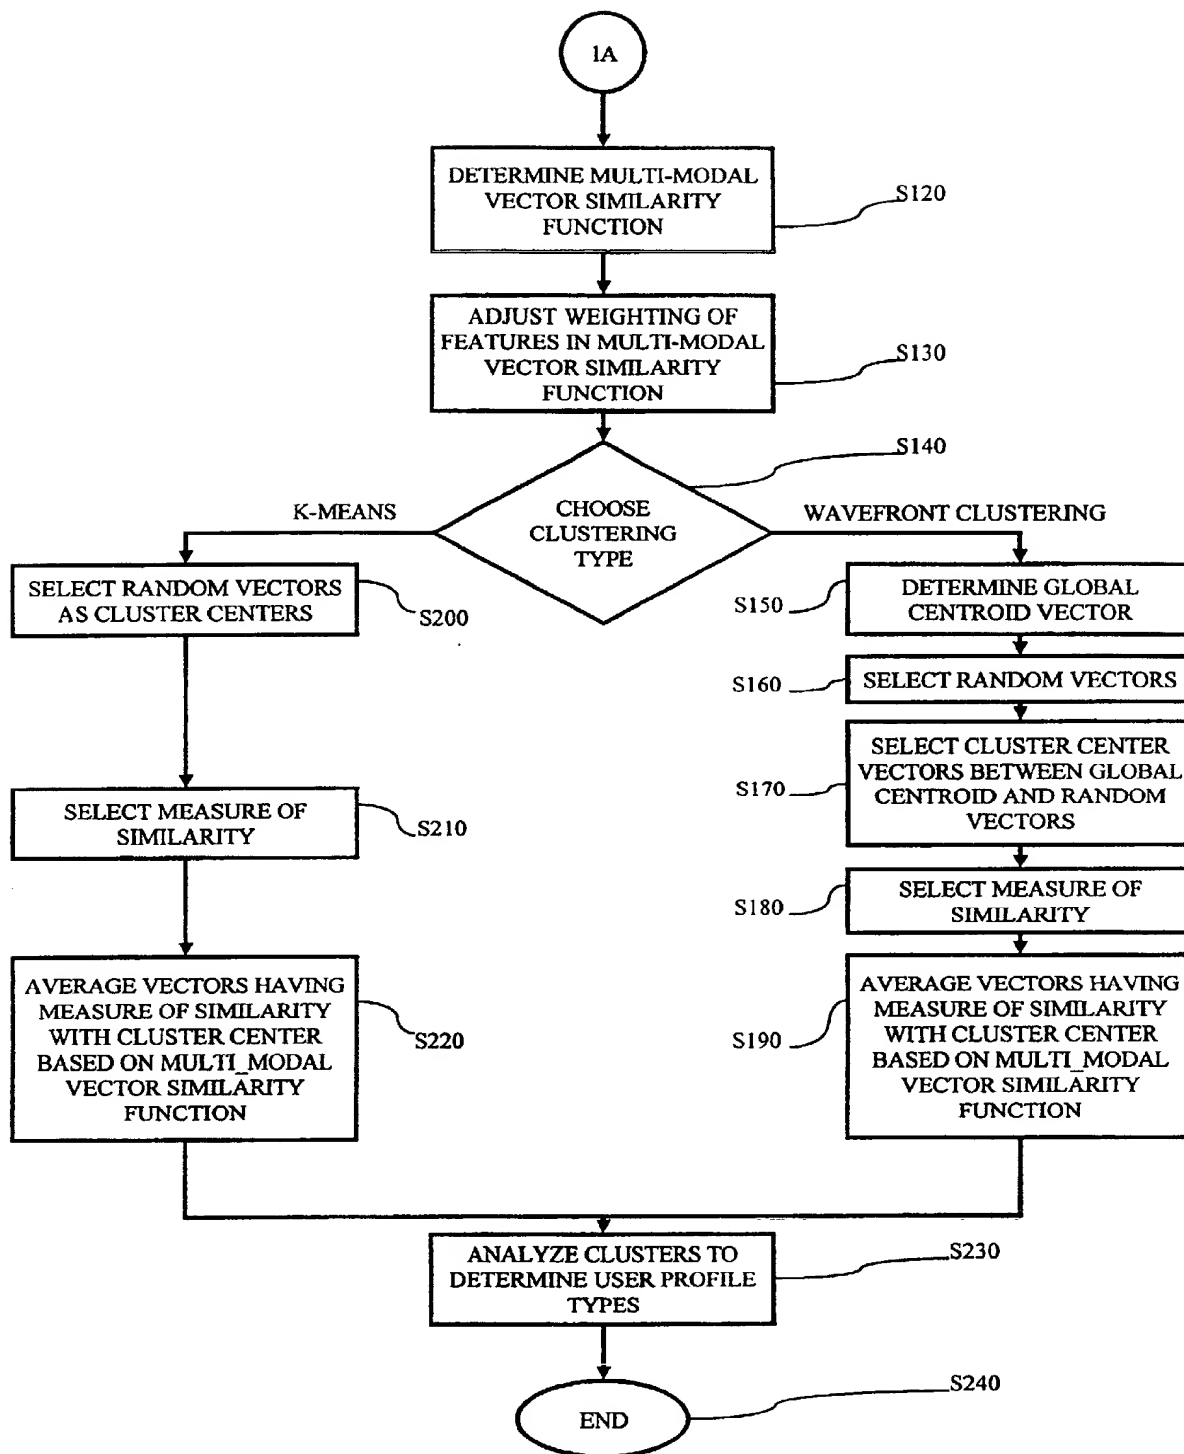 1A
DETERMINE MULTI-MODAL
VECTOR SIMILARITY
FUNCTION
S120
ADJUST WEIGHTING OF
FEATURES IN MULTI-MODAL
VECTOR SIMILARITY
FUNCTION
S130
S140
CHOOSE
CLUSTERING
TYPE
K-MEANS
WAVEFRONT CLUSTERING
SELECT RANDOM VECTORS
AS CLUSTER CENTERS
S200
SELECT MEASURE OF
SIMILARITY
S210
AVERAGE VECTORS HAVING
MEASURE OF SIMILARITY
WITH CLUSTER CENTER
BASED ON MULTI_MODAL
VECTOR SIMILARITY
FUNCTION
S220
S150
DETERMINE GLOBAL
CENTROID VECTOR
S160
SELECT RANDOM VECTORS
S170
SELECT CLUSTER CENTER
VECTORS BETWEEN GLOBAL
CENTROID AND RANDOM
VECTORS
S180
SELECT MEASURE OF
SIMILARITY
S190
AVERAGE VECTORS HAVING
MEASURE OF SIMILARITY
WITH CLUSTER CENTER
BASED ON MULTI_MODAL
VECTOR SIMILARITY
FUNCTION
ANALYZE CLUSTERS TO
DETERMINE USER PROFILE
TYPES
S230
END
S240